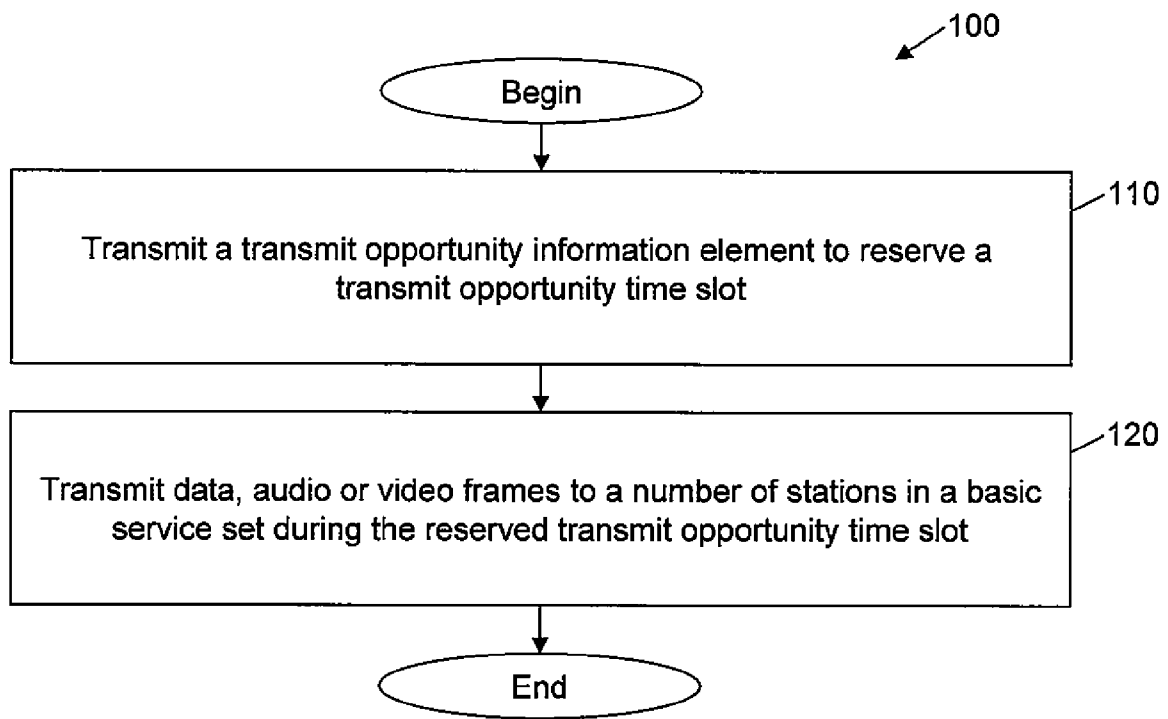 100
Begin
110
Transmit a transmit opportunity information element to reserve a
transmit opportunity time slot
120
Transmit data, audio or video frames to a number of stations in a basic
service set during the reserved transmit opportunity time slot
End